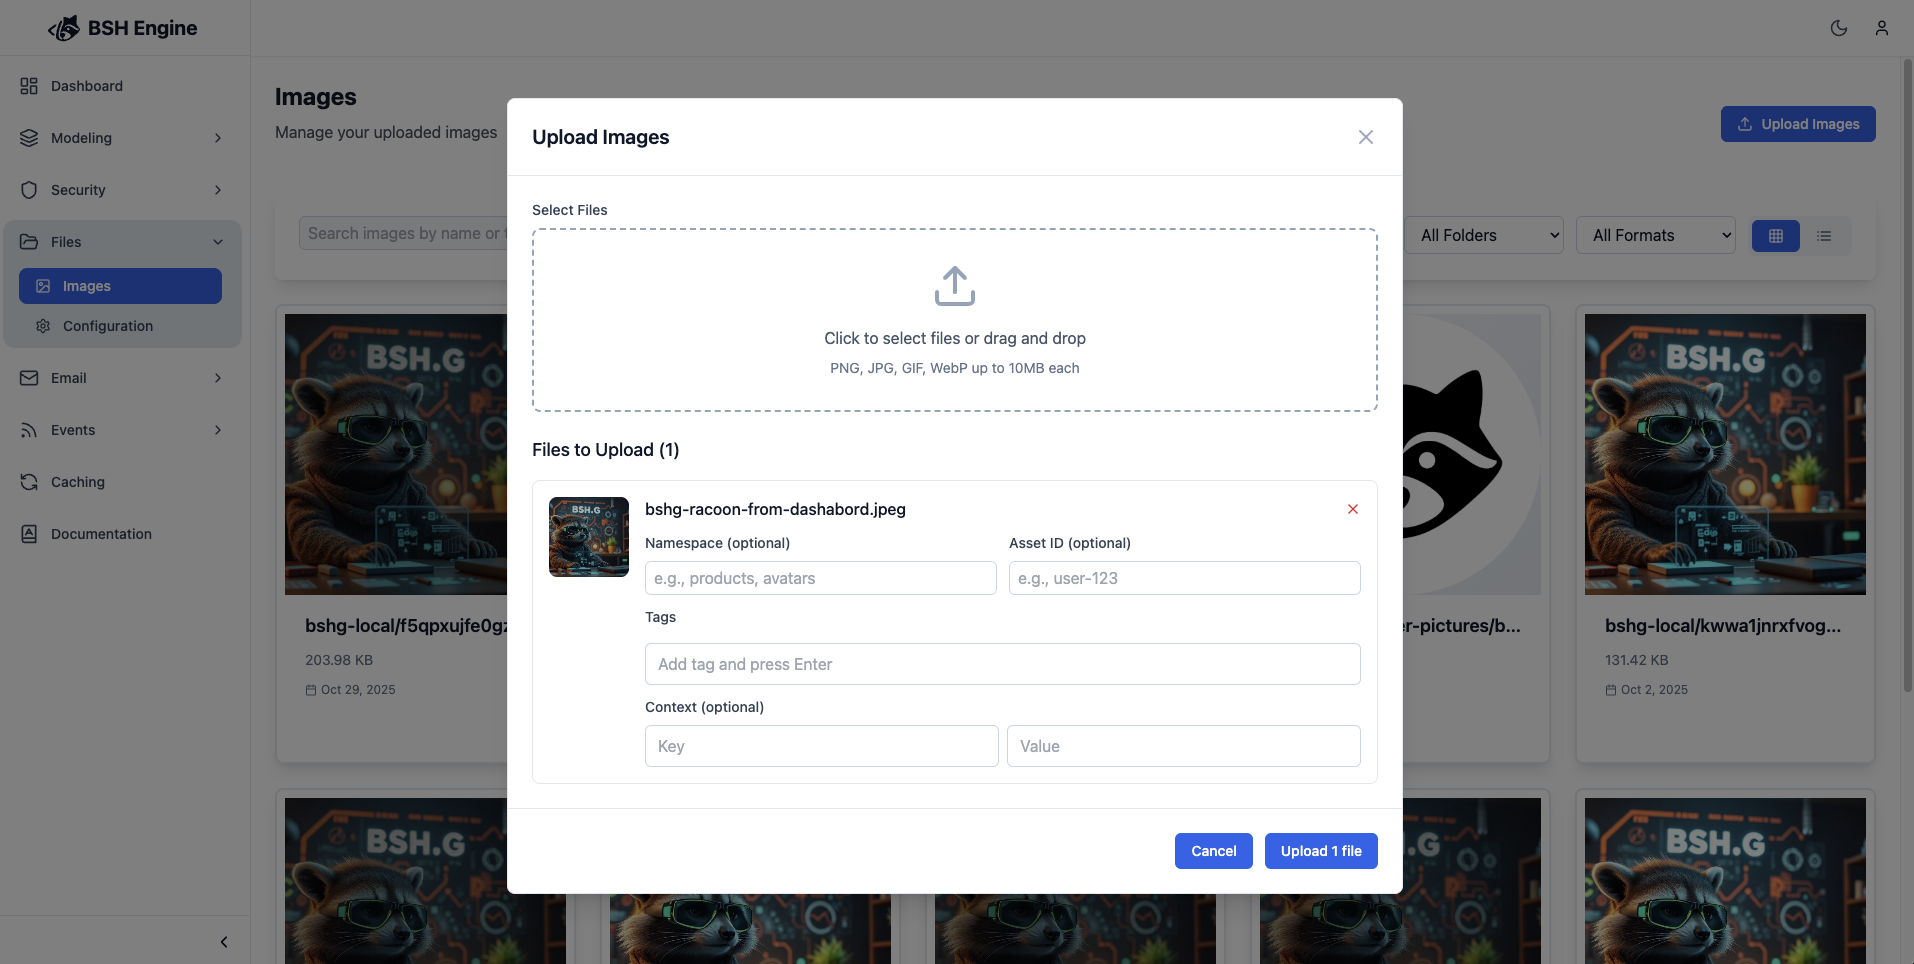 BSH Engine
Dashboard
Modeling
Security
Files
Images
Configuration
Email
Events
Caching
Documentation
Images
Manage your uploaded images
Upload Images
Search images by name or
All Folders
All Formats
BSH.G
bshg-local/f5qpxujfe0gz
203.98 KB
Oct 29, 2025
r-pictures/b...
BSH.G
bshg-local/kwwa1jnrxfvog...
131.42 KB
Oct 2, 2025
BSH.G
BSH.G
Upload Images
Select Files
Click to select files or drag and drop
PNG, JPG, GIF, WebP up to 10MB each
Files to Upload (1)
BSH.G
bshg-racoon-from-dashabord.jpeg
Namespace (optional)
Asset ID (optional)
e.g., products, avatars
e.g., user-123
Tags
Add tag and press Enter
Context (optional)
Key
Value
Cancel
Upload 1 file